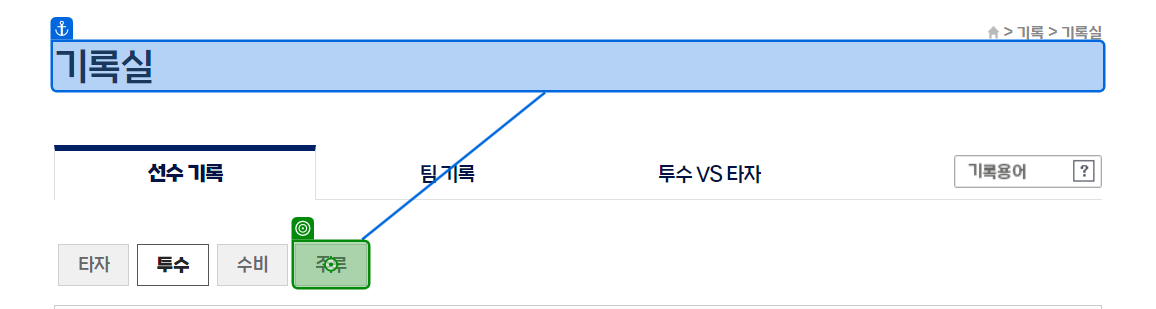 > 기록 > 기록실
기록실
선수 기록
팀 기록
투수 VS 타자
기록용어 ?
타자
투수
수비
주루